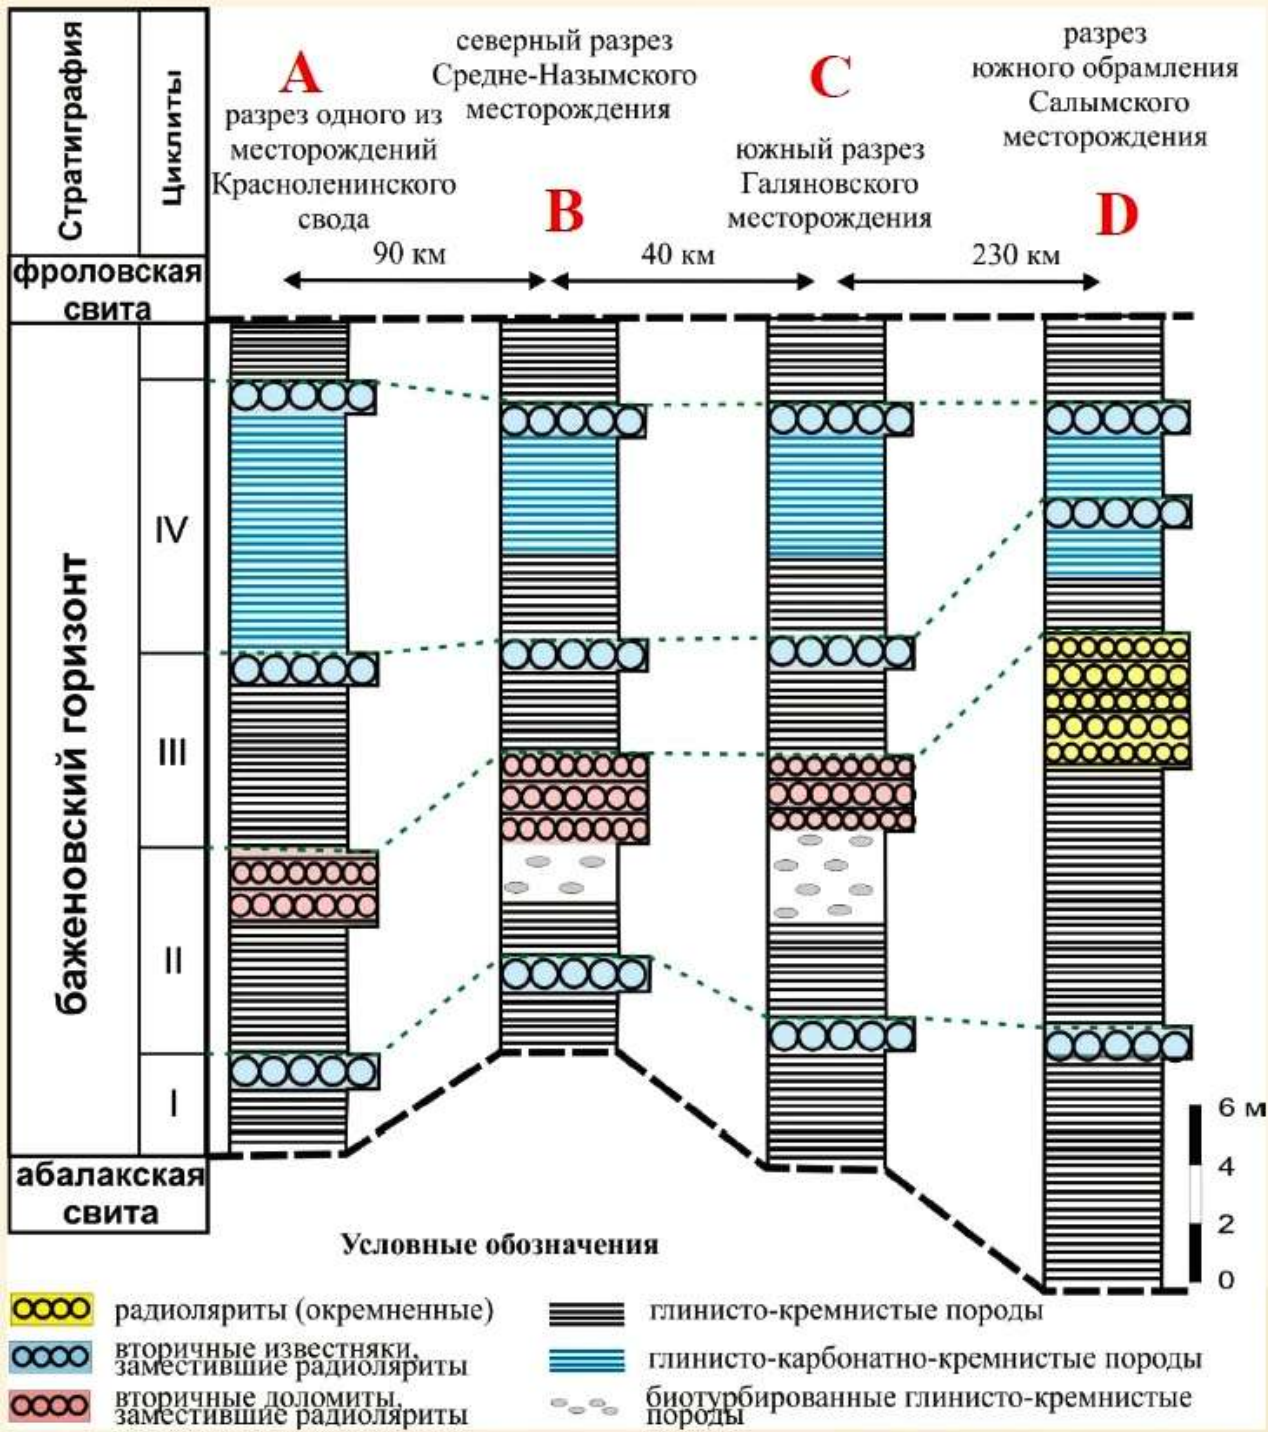 Стратиграфия
Циклиты
A
разрез одного из
месторождений
Красноленинского
свода
северный разрез
Средне-Назымского
месторождения
B
C
южный разрез
Галяновского
месторождения
разрез
южного обрамления
Салымского
месторождения
D
90 км
40 км
230 км
фроловская
свита
баженовский горизонт
IV
III
II
I
абалакская
свита
6 м
4
2
0
Условные обозначения
радиоляриты (окремненные)
вторичные известняки,
заместившие радиоляриты
вторичные доломиты,
заместившие радиоляриты
глинисто-кремнистые породы
глинисто-карбонатно-кремнистые породы
биотурбированные глинисто-кремнистые
породы